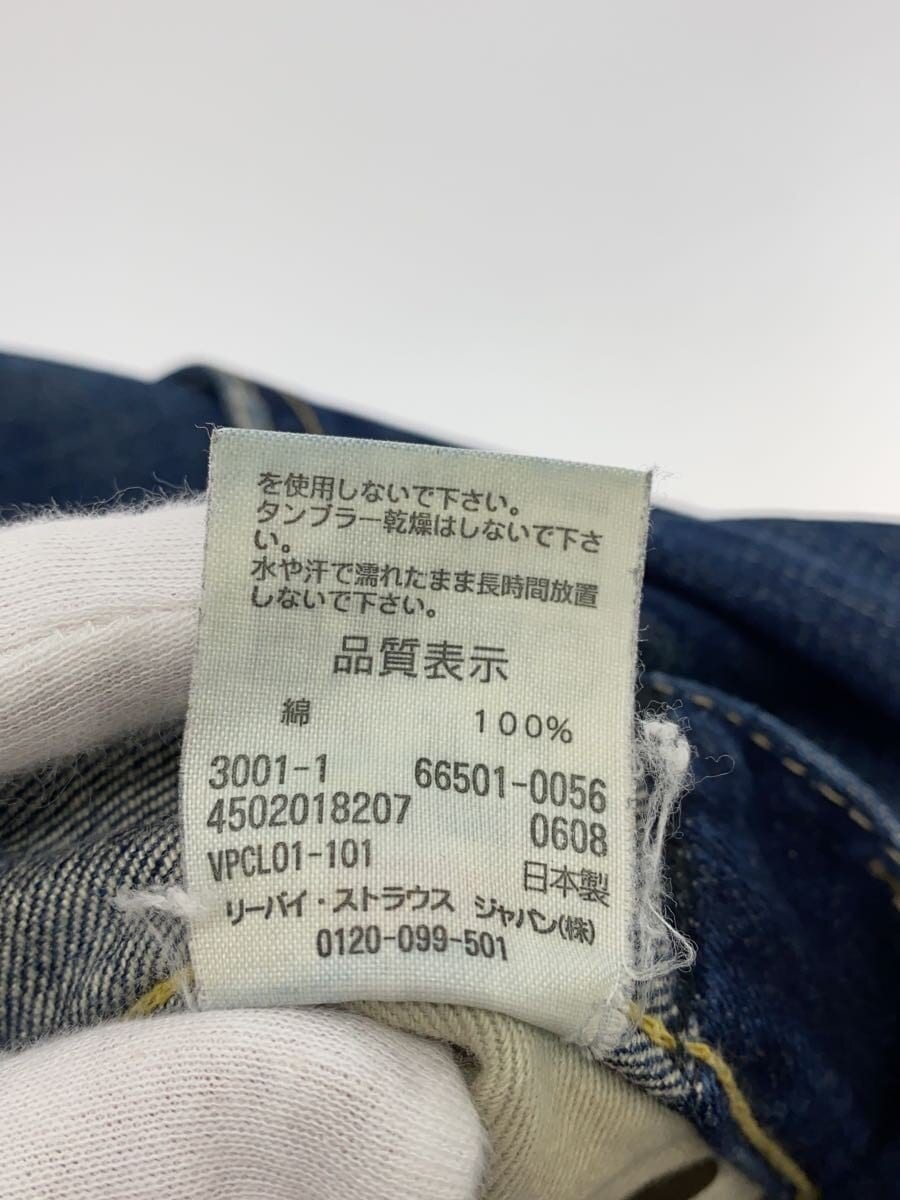 を使用しないで下さい。
タンブラー乾燥はしないで下さ
い。
水や汗で濡れたまま長時間放置
しないで下さい。
品質表示
綿 100%
3001-1 66501-0056
4502018207 0608
VPCL01-101 日本製
リーバイ・ストラウス ジャパン(株)
0120-099-501